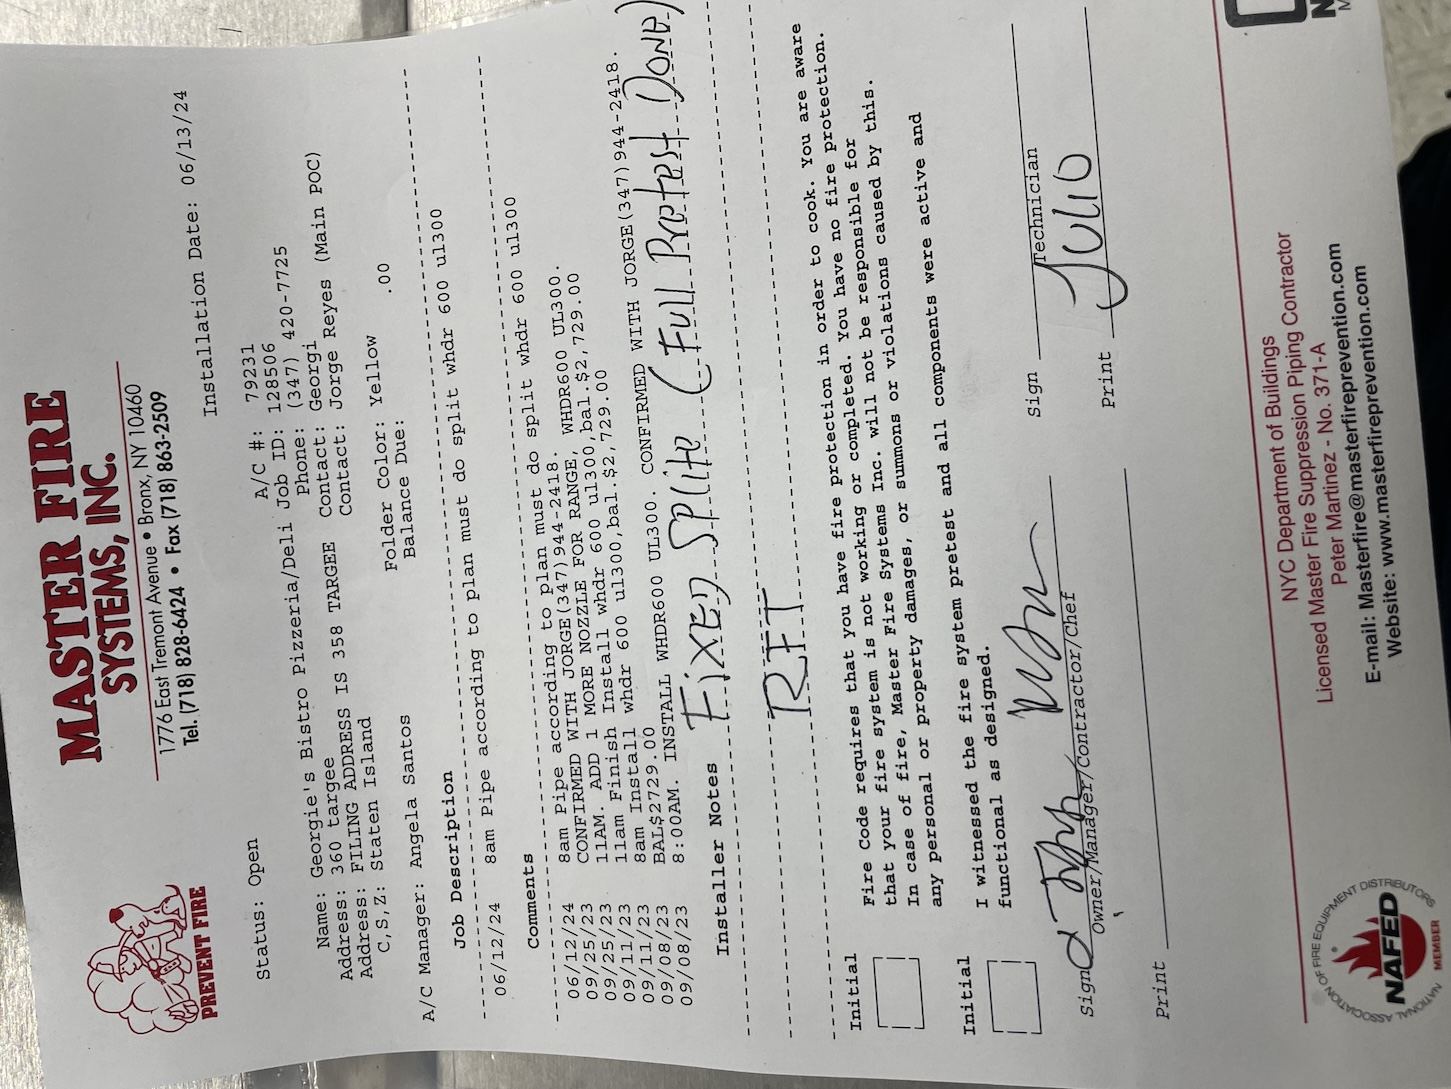 MASTER FIRE
SYSTEMS, INC.
PREVENT FIRE
1776 East Tremont Avenue • Bronx, NY 10460
Tel. (718) 828-6424 • Fax (718) 863-2509
Installation Date: 06/13/24
Status: Open
A/C #: 79231
Name: Georgie's Bistro Pizzeria/Deli Job ID: 128506
Address: 360 targee Phone: (347) 420-7725
Address: FILING ADDRESS IS 358 TARGEE Contact: Georgi
C,S,Z: Staten Island Contact: Jorge Reyes (Main POC)
A/C Manager: Angela Santos
Folder Color: Yellow
Balance Due: .00
Job Description
06/12/24 8am Pipe according to plan must do split whdr 600 ul300
Comments
06/12/24 8am Pipe according to plan must do split whdr 600 ul300
09/25/23 CONFIRMED WITH JORGE(347)944-2418.
09/25/23 11AM. ADD 1 MORE NOZZLE FOR RANGE, WHDR600 UL300.
09/11/23 11am Finish Install whdr 600 ul300,bal.$2,729.00
09/11/23 8am Install whdr 600 ul300,bal.$2,729.00
09/08/23 BAL$2729.00
09/08/23 8:00AM. INSTALL WHDR600 UL300. CONFIRMED WITH JORGE(347)944-2418.
Installer Notes FixED Splite (Full Pretest DONE)
RFT
Initial
Fire Code requires that you have fire protection in order to cook. You are aware
that your fire system is not working or completed. You have no fire protection.
In case of fire, Master Fire Systems Inc. will not be responsible for
any personal or property damages, or summons or violations caused by this.
Initial
I witnessed the fire system pretest and all components were active and
functional as designed.
Sign
Owner/Manager/Contractor/Chef
Sign
Technician
Print
Print JULIO
NYC Department of Buildings
Licensed Master Fire Suppression Piping Contractor
Peter Martinez - No. 371-A
E-mail: Masterfire@masterfireprevention.com
Website: www.masterfireprevention.com
NATIONAL ASSOCIATION OF FIRE EQUIPMENT DISTRIBUTORS
NAFED
MEMBER